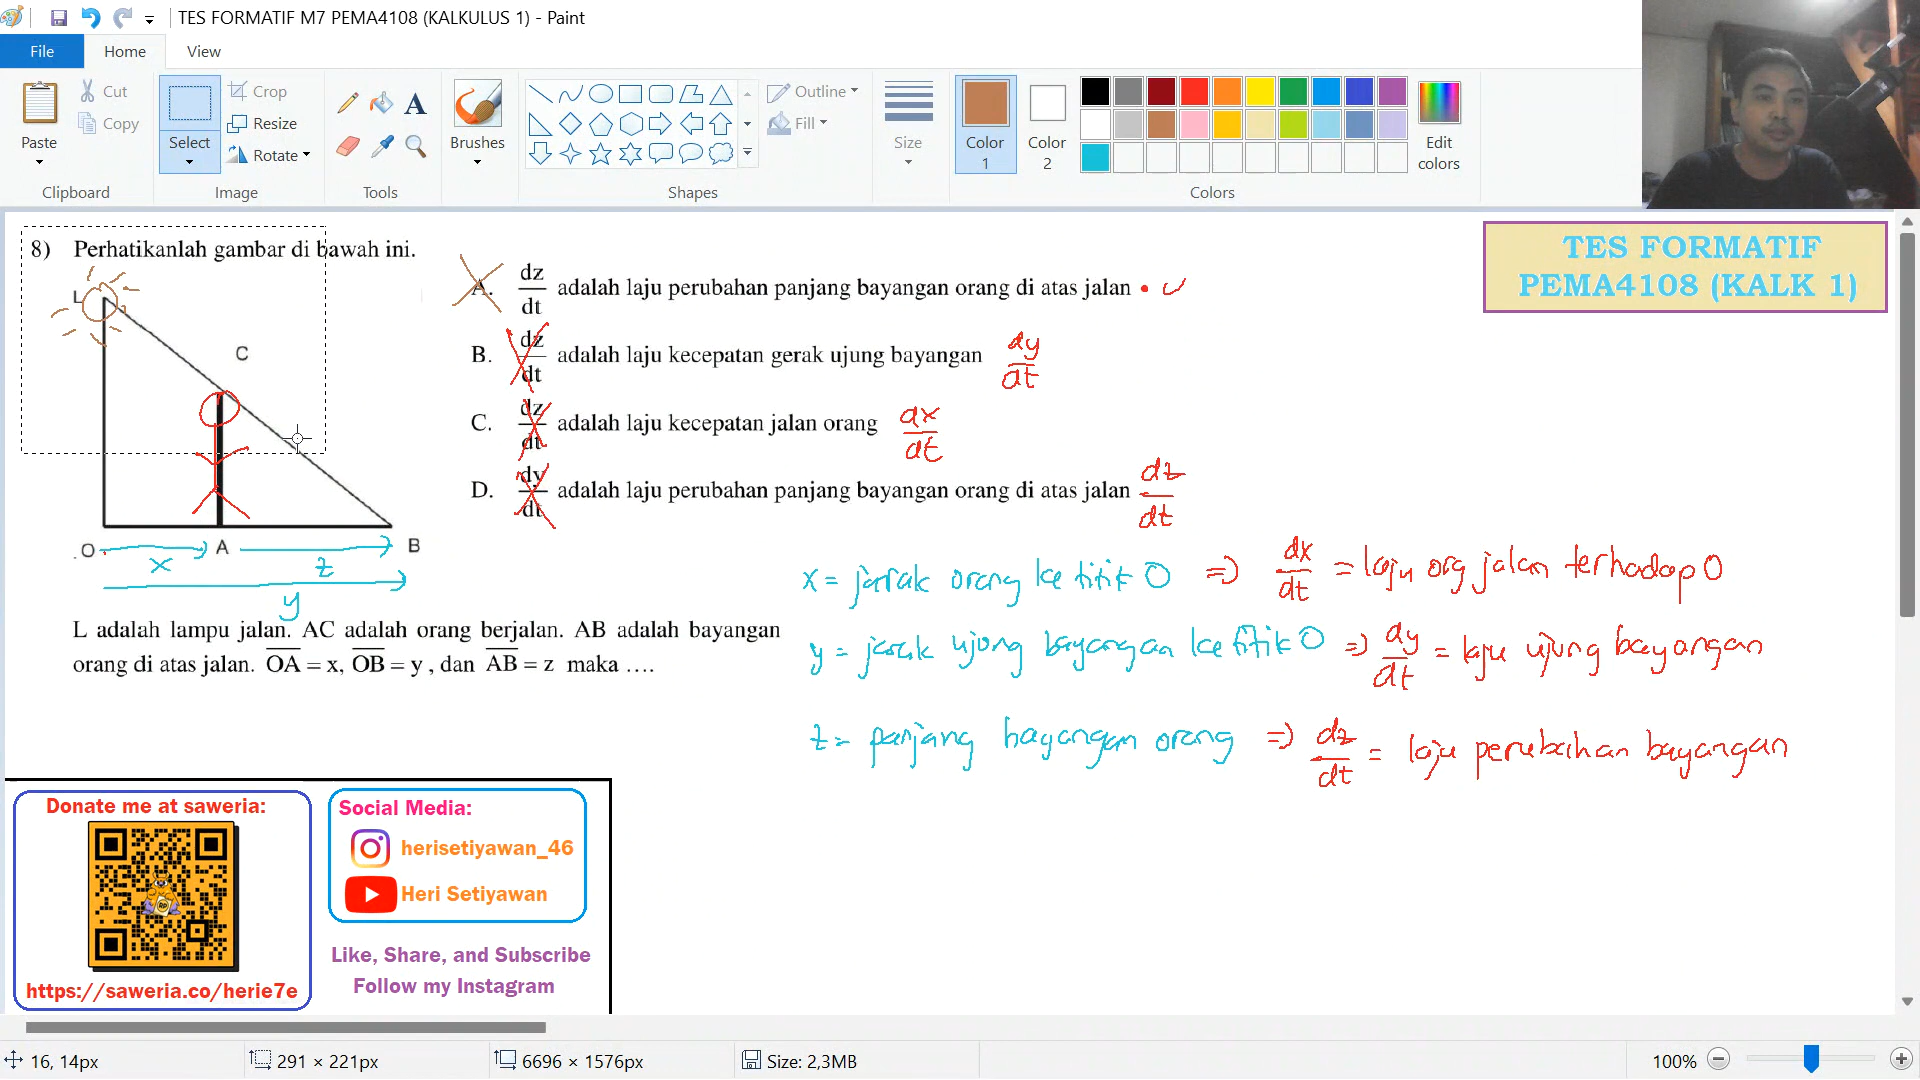 TES FORMATIF M7 PEMA4108 (KALKULUS 1) - Paint
File
Home
View
Paste
Cut
Copy
Clipboard
Select
Crop
Resize
Rotate
Image
A
Tools
Brushes
Shapes
Outline
Fill
Size
Color 1
Color 2
Edit colors
Colors
TES FORMATIF
PEMA4108 (KALK 1)
8) Perhatikanlah gambar di bawah ini.
L
C
O
A
B
x
z
y
L adalah lampu jalan. AC adalah orang berjalan. AB adalah bayangan
orang di atas jalan. OA = x, OB = y , dan AB = z maka ….
A. dz/dt adalah laju perubahan panjang bayangan orang di atas jalan
B. dz/dt adalah laju kecepatan gerak ujung bayangan dy/dt
C. dz/dt adalah laju kecepatan jalan orang dx/dt
D. dy/dt adalah laju perubahan panjang bayangan orang di atas jalan dz/dt
x = jarak orang ke titik O ⇒ dx/dt = laju org jalan terhadap O
y = jarak ujung bayangan ke titik O ⇒ dy/dt = laju ujung bayangan
z = panjang bayangan orang ⇒ dz/dt = laju perubahan bayangan
Donate me at saweria:
https://saweria.co/herie7e
Social Media:
herisetiyawan_46
Heri Setiyawan
Like, Share, and Subscribe
Follow my Instagram
16, 14px
291 × 221px
6696 × 1576px
Size: 2,3MB
100%